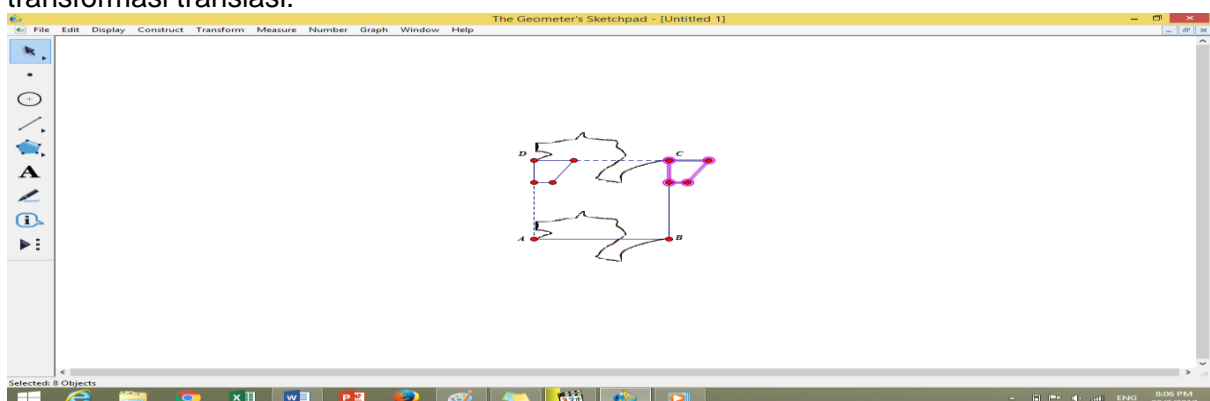 transformasi translasi.
The Geometer's Sketchpad - [Untitled 1]
File Edit Display Construct Transform Measure Number Graph Window Help
A
D C
A B
Selected: 8 Objects
ENG 8:06 PM